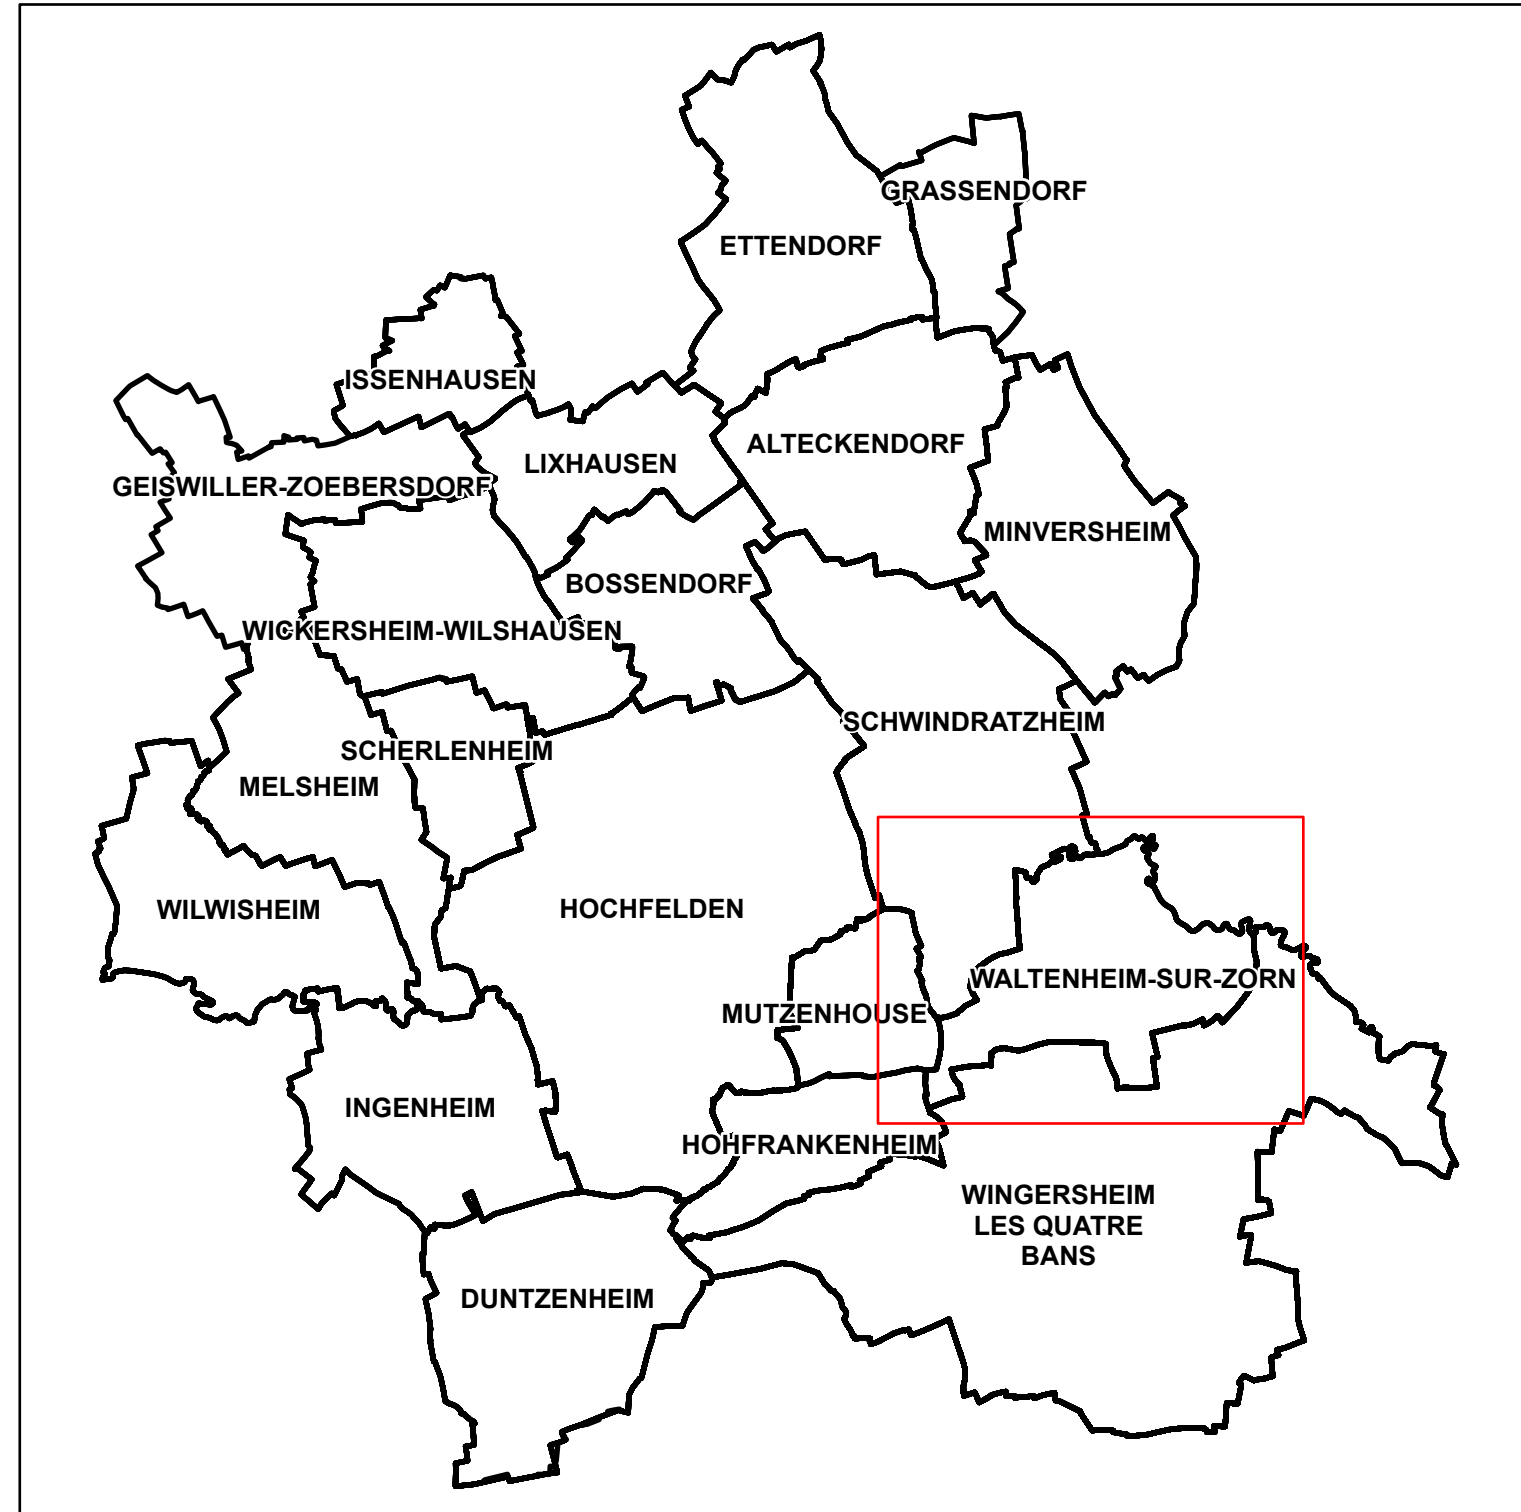 GRASSENDORF
ETTENDORF
ISSENHAUSEN
ALTECKENDORF
LIXHAUSEN
GEISWILLER-ZOEBERSDORF
MINVERSHEIM
BOSSENDORF
WICKERSHEIM-WILSHAUSEN
SCHWINDRATZHEIM
SCHERLENHEIM
MELSHEIM
WILWISHEIM
HOCHFELDEN
WALTENHEIM-SUR-ZORN
MUTZENHOUSE
INGENHEIM
HOHFRANKENHEIM
WINGERSHEIM
LES QUATRE
BANS
DUNTZENHEIM